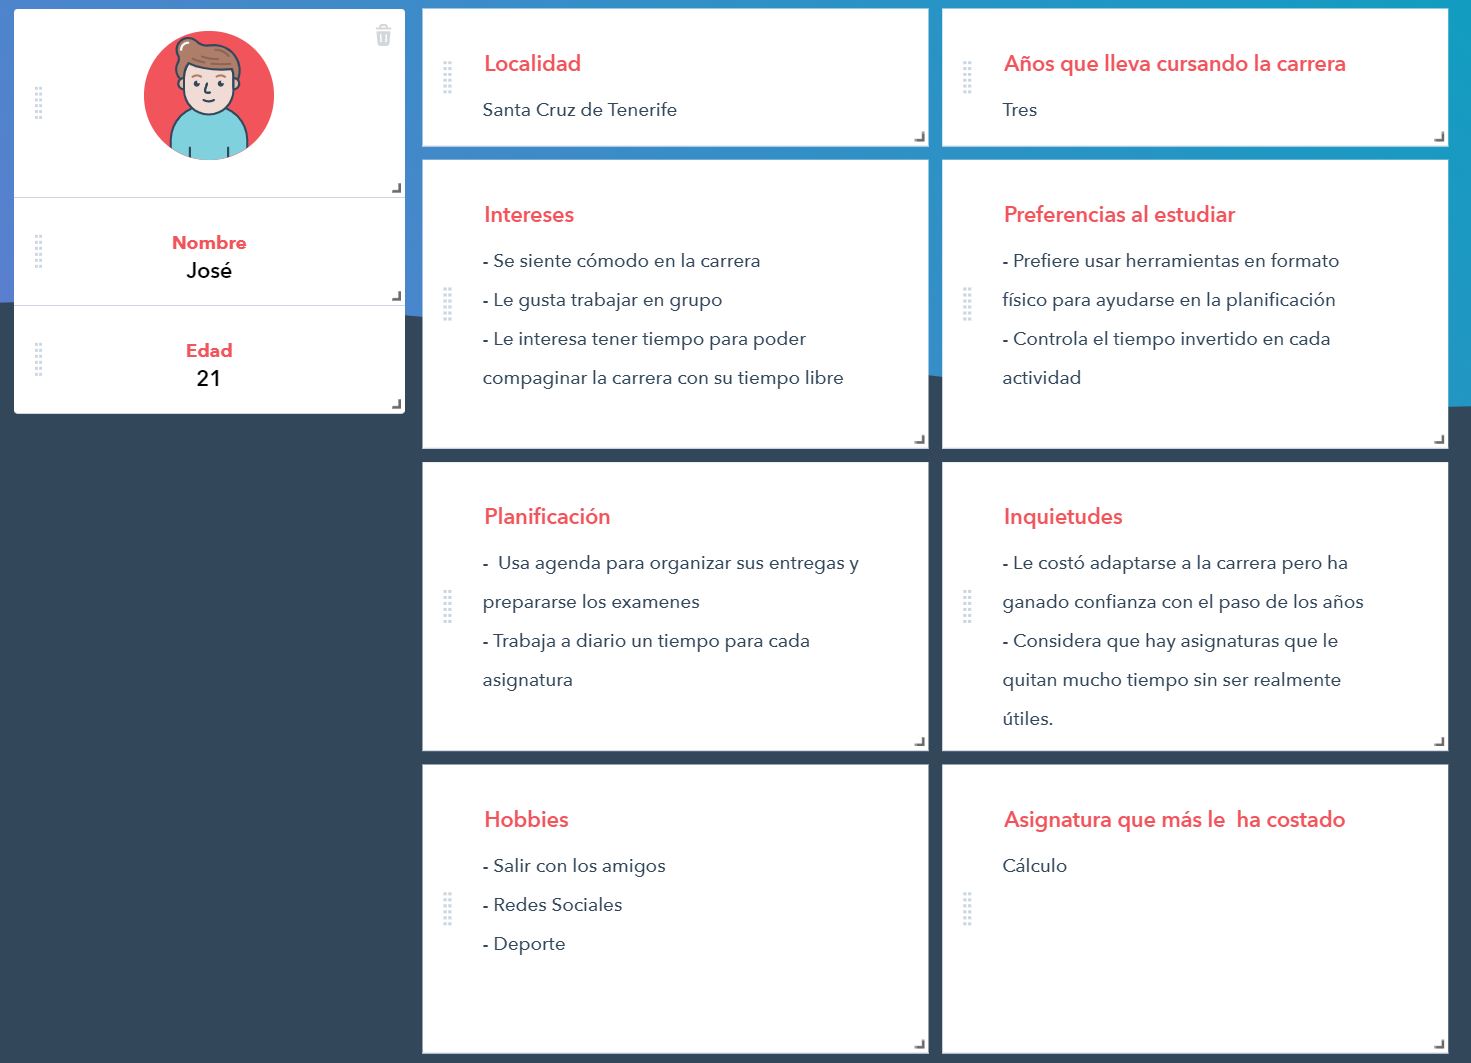 Nombre
José
Edad
21
Localidad
Santa Cruz de Tenerife
Años que lleva cursando la carrera
Tres
Intereses
- Se siente cómodo en la carrera
- Le gusta trabajar en grupo
- Le interesa tener tiempo para poder
compaginar la carrera con su tiempo libre
Preferencias al estudiar
- Prefiere usar herramientas en formato
físico para ayudarse en la planificación
- Controla el tiempo invertido en cada
actividad
Planificación
-  Usa agenda para organizar sus entregas y
prepararse los examenes
- Trabaja a diario un tiempo para cada
asignatura
Inquietudes
- Le costó adaptarse a la carrera pero ha
ganado confianza con el paso de los años
- Considera que hay asignaturas que le
quitan mucho tiempo sin ser realmente
útiles.
Hobbies
- Salir con los amigos
- Redes Sociales
- Deporte
Asignatura que más le  ha costado
Cálculo